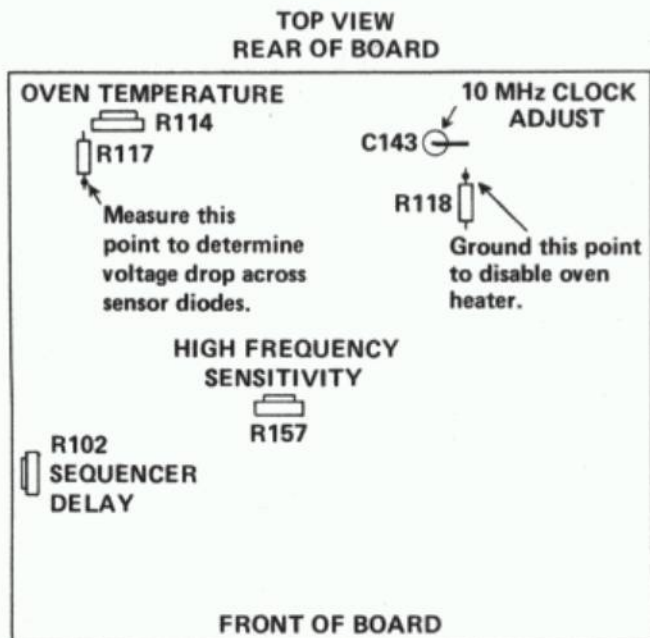 TOP VIEW
REAR OF BOARD
OVEN TEMPERATURE
R114
R117
Measure this
point to determine
voltage drop across
sensor diodes.
10 MHz CLOCK
ADJUST
C143
R118
Ground this point
to disable oven
heater.
HIGH FREQUENCY
SENSITIVITY
R157
R102
SEQUENCER
DELAY
FRONT OF BOARD